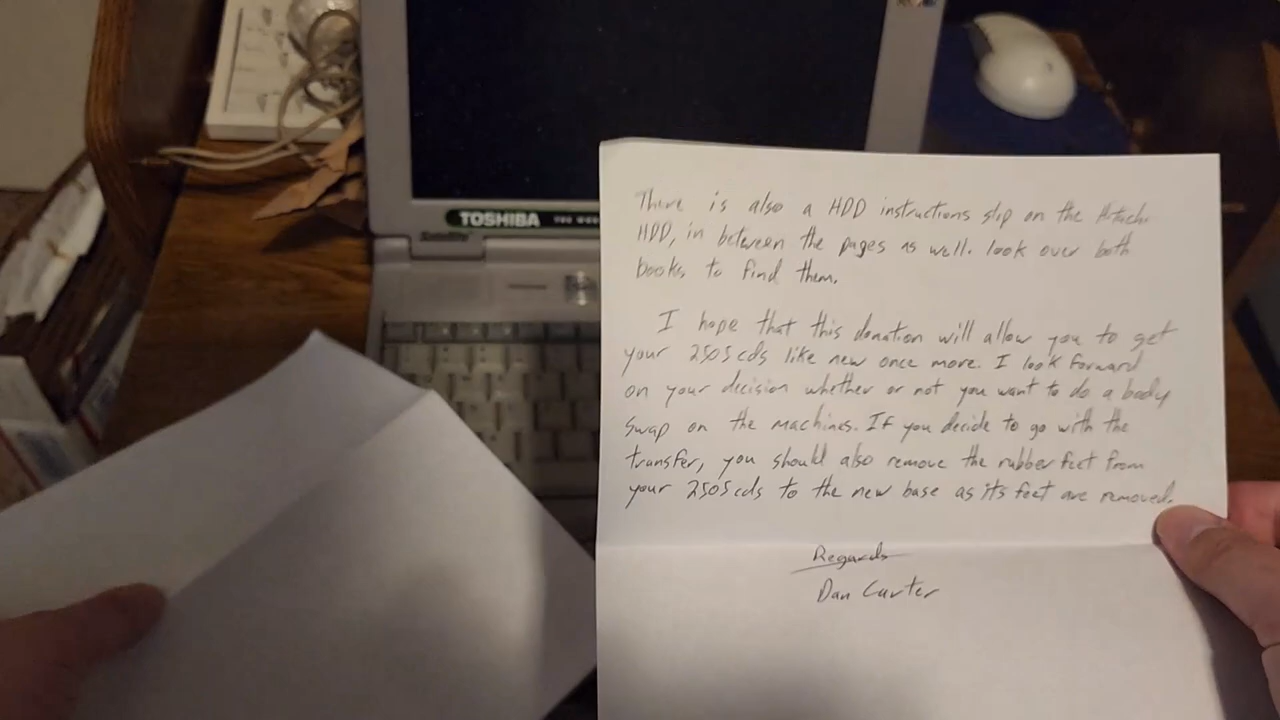 TOSHIBA
There is also a HDD instructions slip on the
HDD, in between the pages as well. look over both
books to find them.
I hope that this donation will allow you to get
your 2505cds like new once more. I look forward
on your decision whether or not you want to do a body
swap on the machines. If you decide to go with the
transfer, you should also remove the rubber feet from
your 2505cds to the new base as its feet are removed.
Regards
Dan Carter